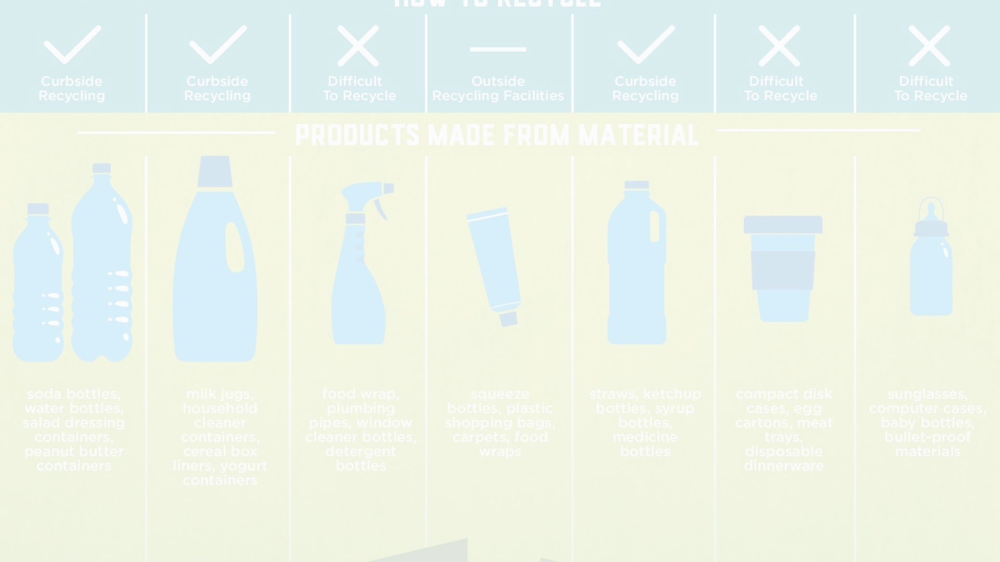 HOW TO RECYCLE
Curbside
Recycling
Curbside
Recycling
Difficult
To Recycle
Outside
Recycling Facilities
Curbside
Recycling
Difficult
To Recycle
Difficult
To Recycle
PRODUCTS MADE FROM MATERIAL
soda bottles,
water bottles,
salad dressing
containers,
peanut butter
containers
milk jugs,
household
cleaner
containers,
cereal box
liners, yogurt
containers
food wrap,
plumbing
pipes, window
cleaner bottles,
detergent
bottles
squeeze
bottles, plastic
shopping bags,
carpets, food
wraps
straws, ketchup
bottles, syrup
bottles,
medicine
bottles
compact disk
cases, egg
cartons, meat
trays,
disposable
dinnerware
sunglasses,
computer cases,
baby bottles,
bullet-proof
materials